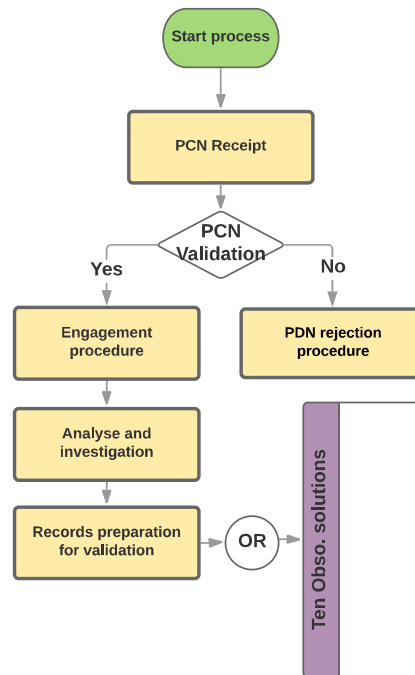 Start process
PCN Receipt
PCN
Validation
Yes
No
Engagement
procedure
PDN rejection
procedure
Analyse and
investigation
Records preparation
for validation
OR
Ten Obso. solutions